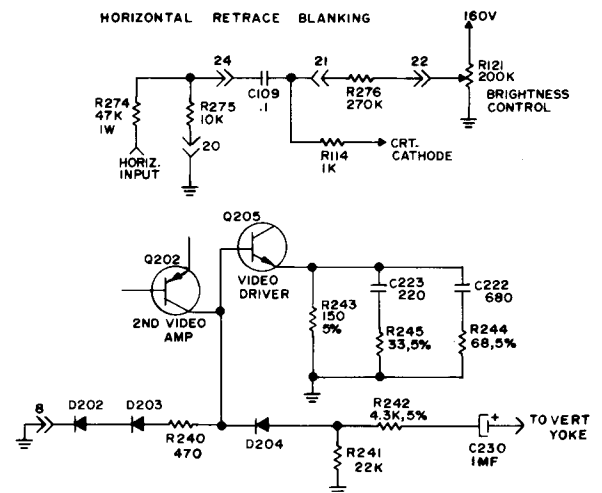 HORIZONTAL RETRACE BLANKING
160V
24
21
22
R121
200K
BRIGHTNESS
CONTROL
C109
.1
R276
270K
R274
47K
1W
R275
10K
20
HORIZ.
INPUT
R114
1K
CRT.
CATHODE
Q205
Q202
VIDEO
DRIVER
2ND VIDEO
AMP
R243
150
5%
C223
220
C222
680
R245
33,5%
R244
68,5%
8
D202
D203
R240
470
D204
R242
4.3K,5%
R241
22K
+
C230
1MF
TO VERT
YOKE